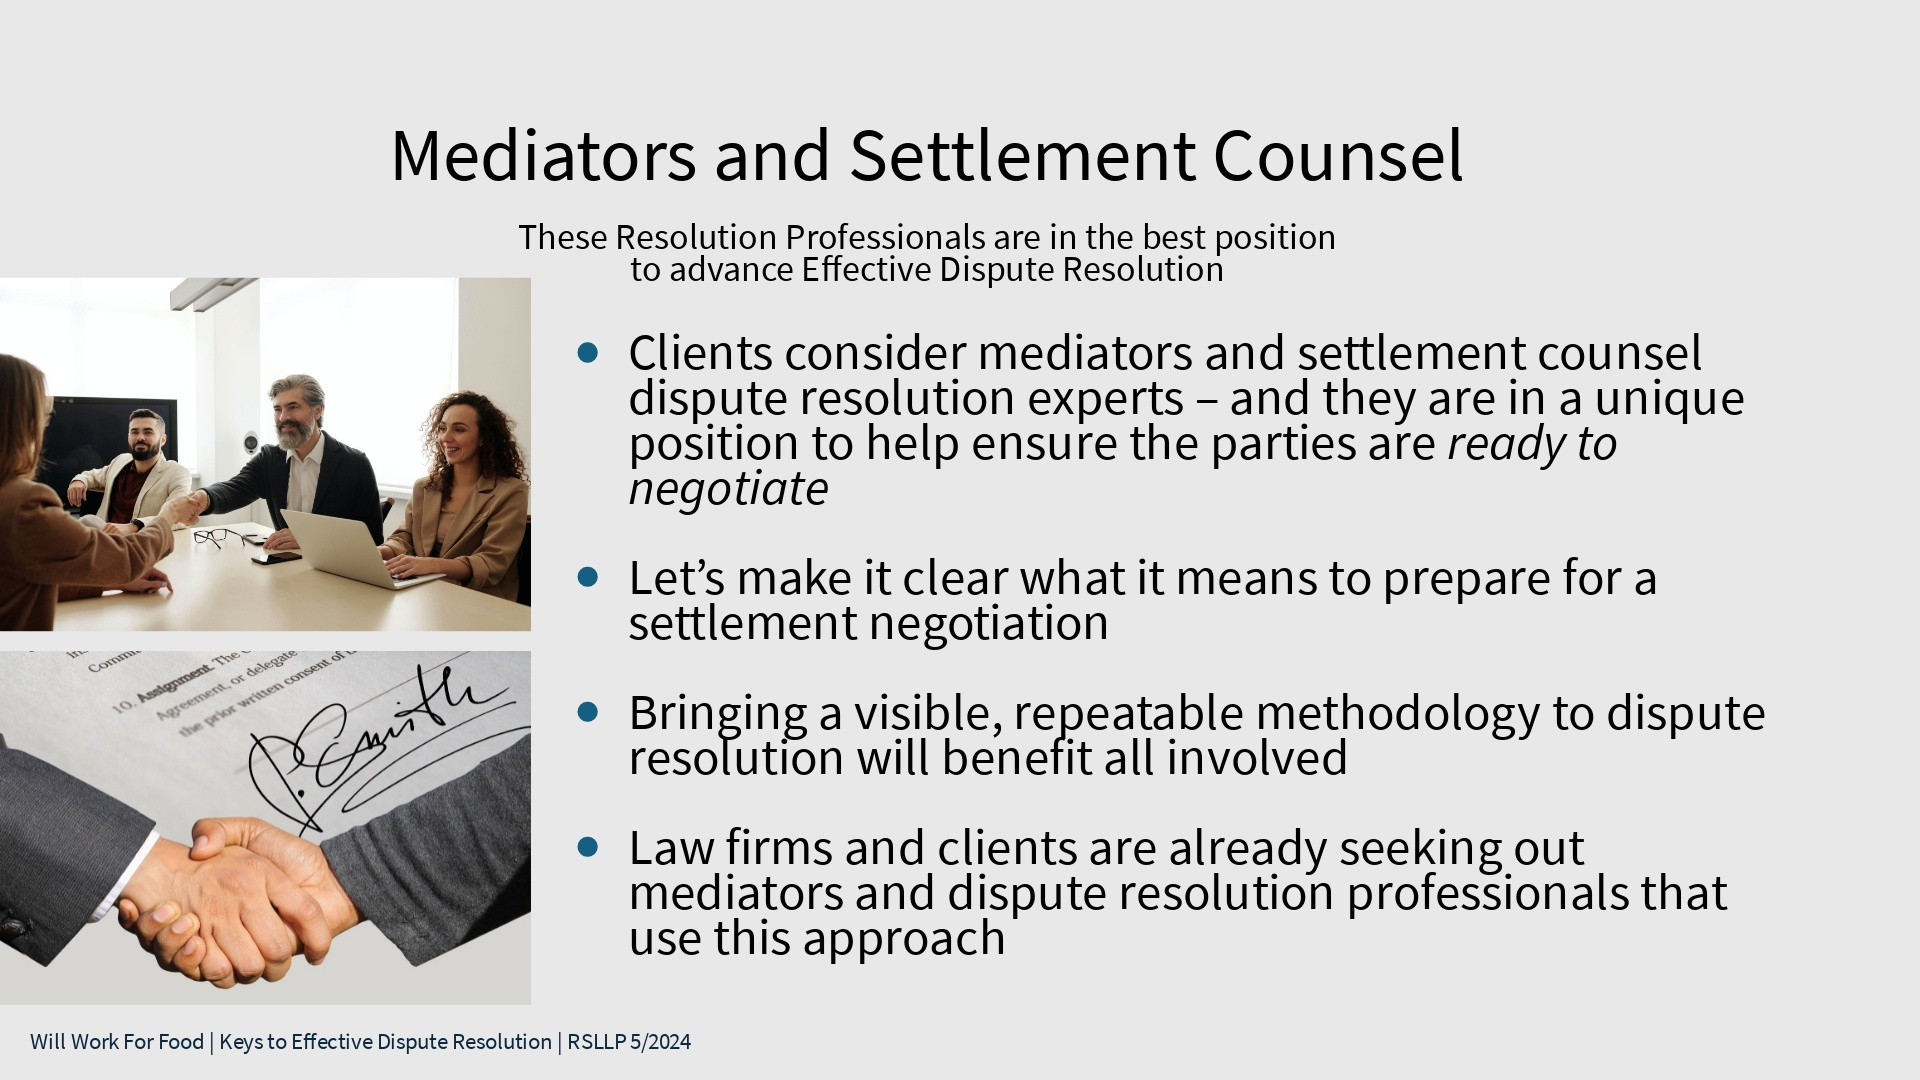 Mediators and Settlement Counsel
These Resolution Professionals are in the best position
to advance Effective Dispute Resolution
• Clients consider mediators and settlement counsel
dispute resolution experts – and they are in a unique
position to help ensure the parties are ready to
negotiate
• Let’s make it clear what it means to prepare for a
settlement negotiation
• Bringing a visible, repeatable methodology to dispute
resolution will benefit all involved
• Law firms and clients are already seeking out
mediators and dispute resolution professionals that
use this approach
10. Assignment. The
Agreement, or delegate
the prior written consent of
P. Smith
Will Work For Food | Keys to Effective Dispute Resolution | RSLLP 5/2024